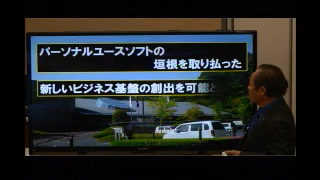 パーソナルユースソフトの
垣根を取り払った
新しいビジネス基盤の創出を可能